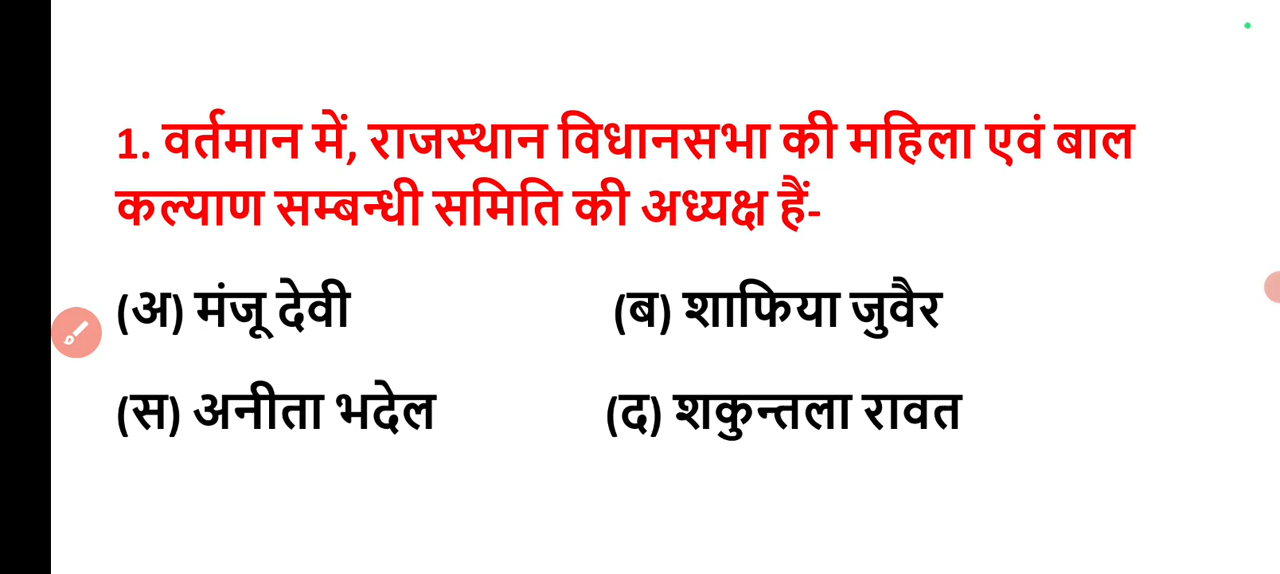 1. वर्तमान में, राजस्थान विधानसभा की महिला एवं बाल
कल्याण सम्बन्धी समिति की अध्यक्ष हैं-
(अ) मंजू देवी (ब) शाफिया जुवैर
(स) अनीता भदेल (द) शकुन्तला रावत